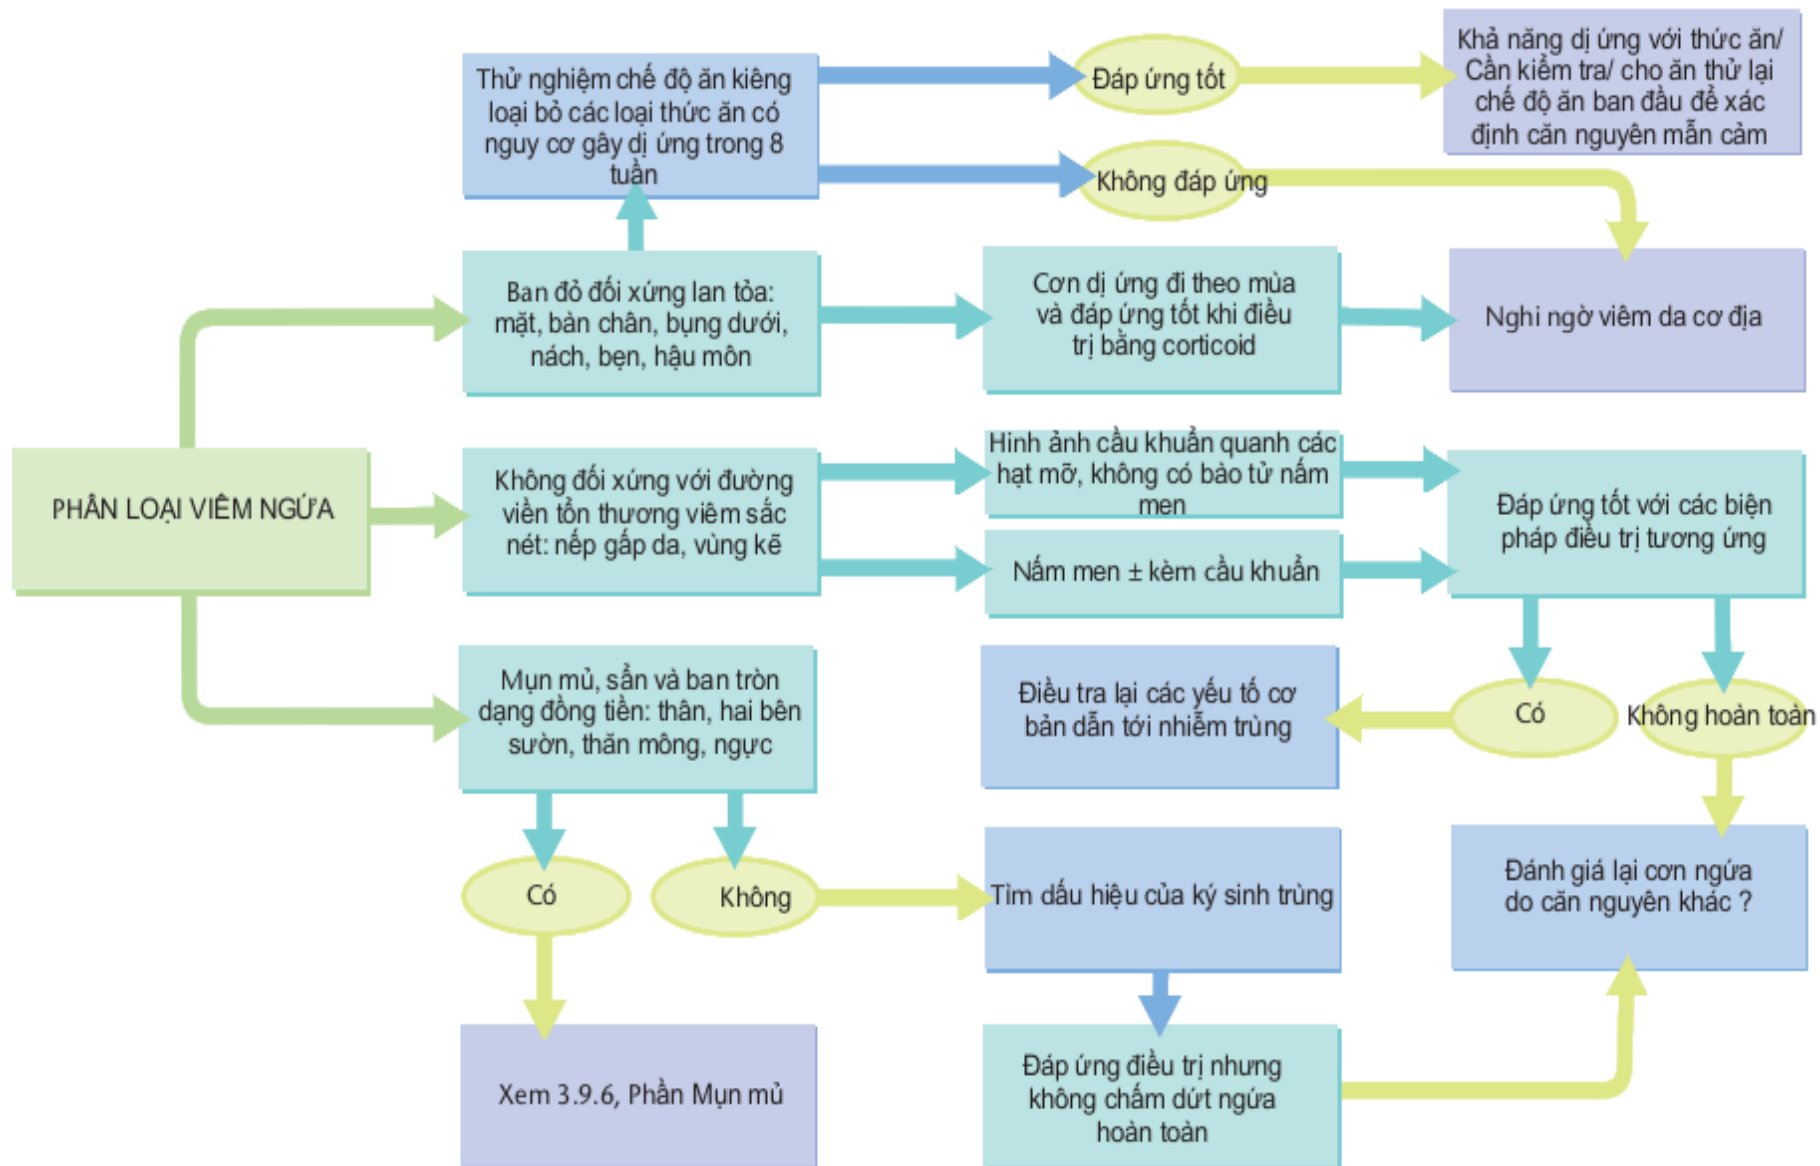 Thử nghiệm chế độ ăn kiêng
loại bỏ các loại thức ăn có
nguy cơ gây dị ứng trong 8
tuần
Đáp ứng tốt
Khả năng dị ứng với thức ăn/
Cần kiểm tra/ cho ăn thử lại
chế độ ăn ban đầu để xác
định căn nguyên mẫn cảm
Không đáp ứng
Ban đỏ đối xứng lan tỏa:
mặt, bàn chân, bụng dưới,
nách, bẹn, hậu môn
Cơn dị ứng đi theo mùa
và đáp ứng tốt khi điều
trị bằng corticoid
Nghi ngờ viêm da cơ địa
PHÂN LOẠI VIÊM NGỨA
Không đối xứng với đường
viền tổn thương viêm sắc
nét: nếp gấp da, vùng kẽ
Hình ảnh cầu khuẩn quanh các
hạt mỡ, không có bào tử nấm
men
Nấm men ± kèm cầu khuẩn
Đáp ứng tốt với các biện
pháp điều trị tương ứng
Mụn mủ, sẩn và ban tròn
dạng đồng tiền: thân, hai bên
sườn, thăn mông, ngực
Điều tra lại các yếu tố cơ
bản dẫn tới nhiễm trùng
Có
Không hoàn toàn
Có
Không
Tìm dấu hiệu của ký sinh trùng
Đánh giá lại cơn ngứa
do căn nguyên khác ?
Xem 3.9.6, Phần Mụn mủ
Đáp ứng điều trị nhưng
không chấm dứt ngứa
hoàn toàn